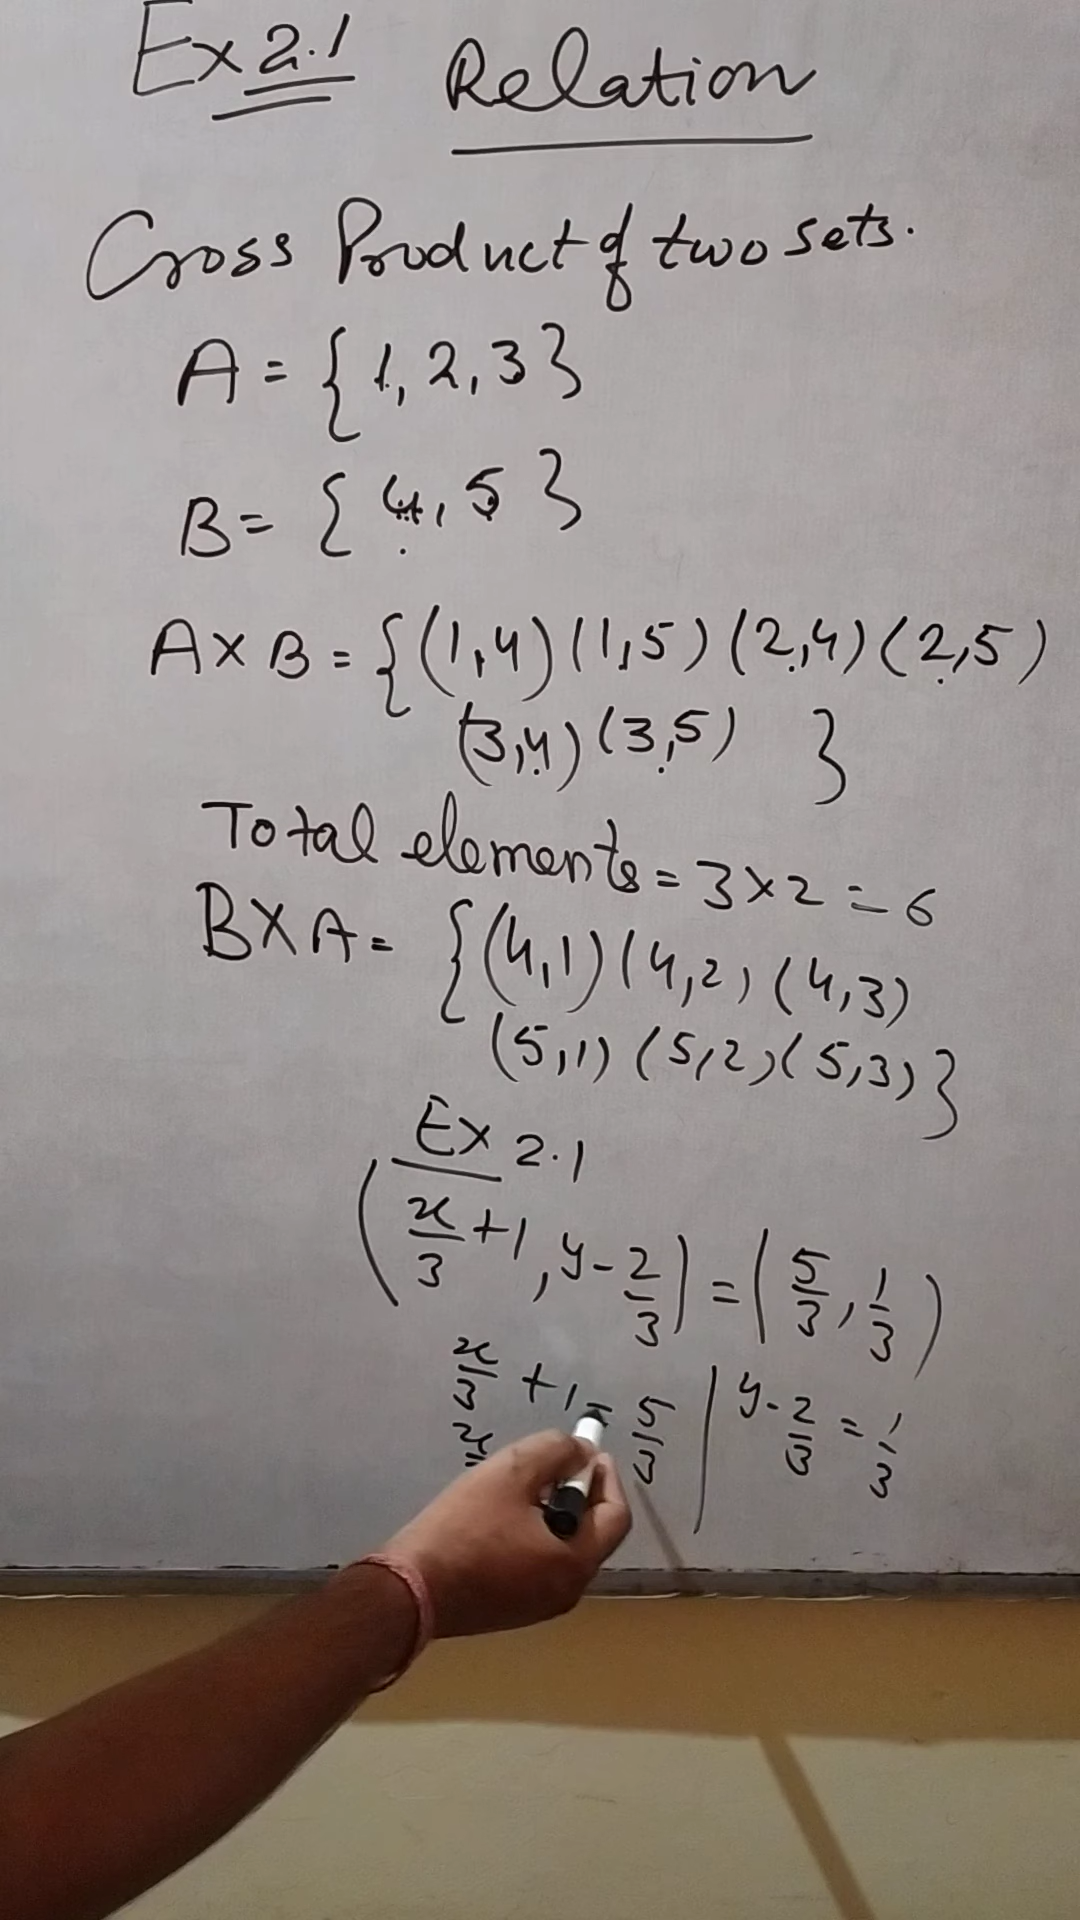 Ex 2.1 Relation
Cross Product of two sets.
A = { 1, 2, 3 }
B = { 4, 5 }
A × B = { (1,4) (1,5) (2,4) (2,5)
(3,4) (3,5) }
Total elements = 3 × 2 = 6
B × A = { (4,1) (4,2) (4,3)
(5,1) (5,2) (5,3) }
Ex 2.1
(x/3 + 1, y - 2/3) = (5/3, 1/3)
x/3 + 1 = 5/3 | y - 2/3 = 1/3
x